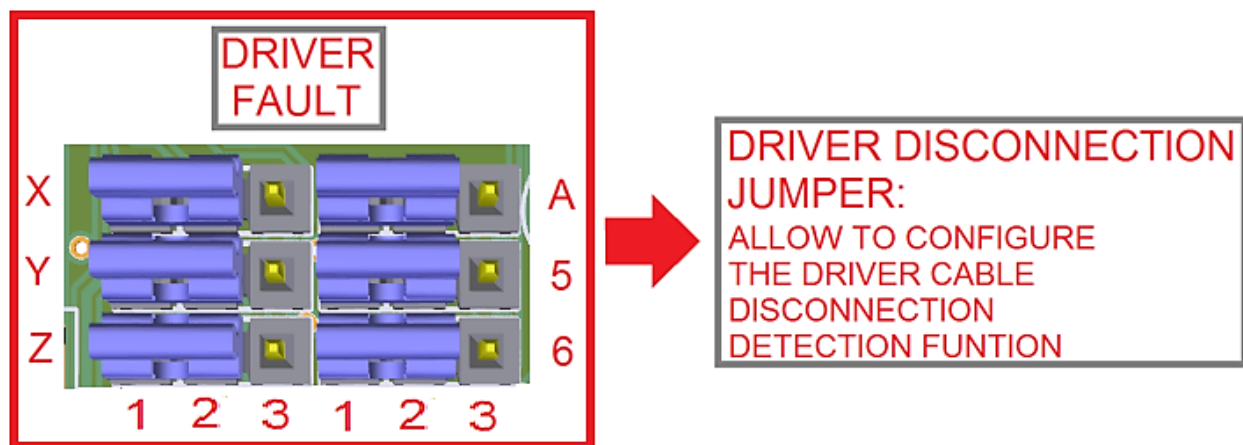 DRIVER
FAULT
X
A
Y
5
Z
6
1 2 3 1 2 3
DRIVER DISCONNECTION
JUMPER:
ALLOW TO CONFIGURE
THE DRIVER CABLE
DISCONNECTION
DETECTION FUNTION